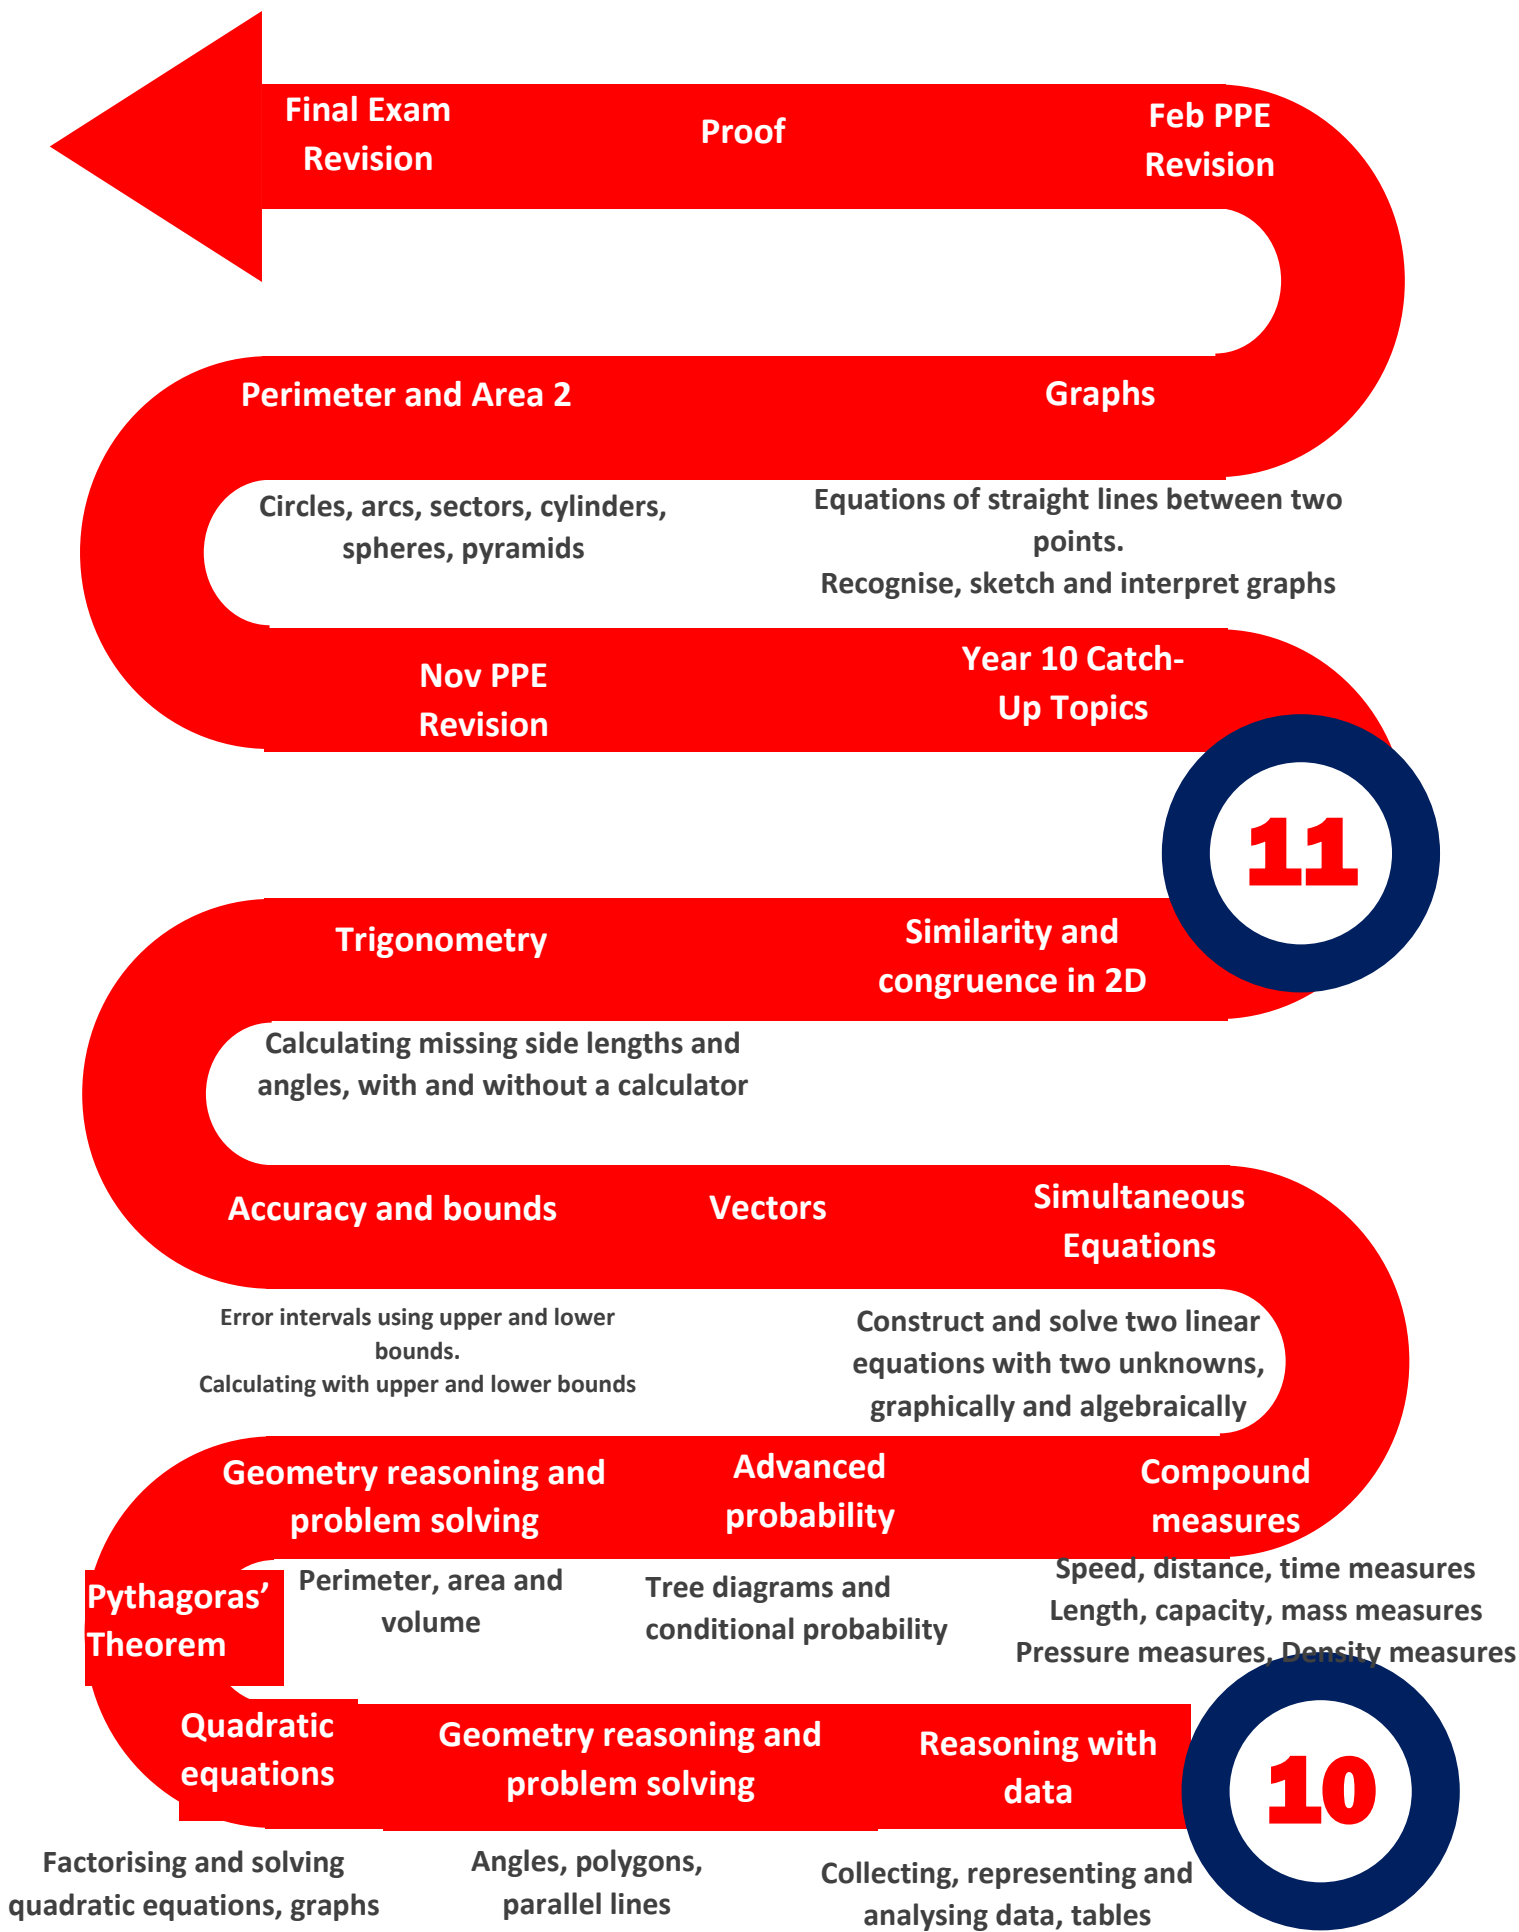 Final Exam
Revision
Proof
Feb PPE
Revision
Perimeter and Area 2
Graphs
Circles, arcs, sectors, cylinders,
spheres, pyramids
Equations of straight lines between two
points.
Recognise, sketch and interpret graphs
Nov PPE
Revision
Year 10 Catch-
Up Topics
11
Trigonometry
Similarity and
congruence in 2D
Calculating missing side lengths and
angles, with and without a calculator
Accuracy and bounds
Vectors
Simultaneous
Equations
Error intervals using upper and lower
bounds.
Calculating with upper and lower bounds
Construct and solve two linear
equations with two unknowns,
graphically and algebraically
Geometry reasoning and
problem solving
Advanced
probability
Compound
measures
Pythagoras’
Theorem
Perimeter, area and
volume
Tree diagrams and
conditional probability
Speed, distance, time measures
Length, capacity, mass measures
Pressure measures, Density measures
Quadratic
equations
Geometry reasoning and
problem solving
Reasoning with
data
10
Factorising and solving
quadratic equations, graphs
Angles, polygons,
parallel lines
Collecting, representing and
analysing data, tables